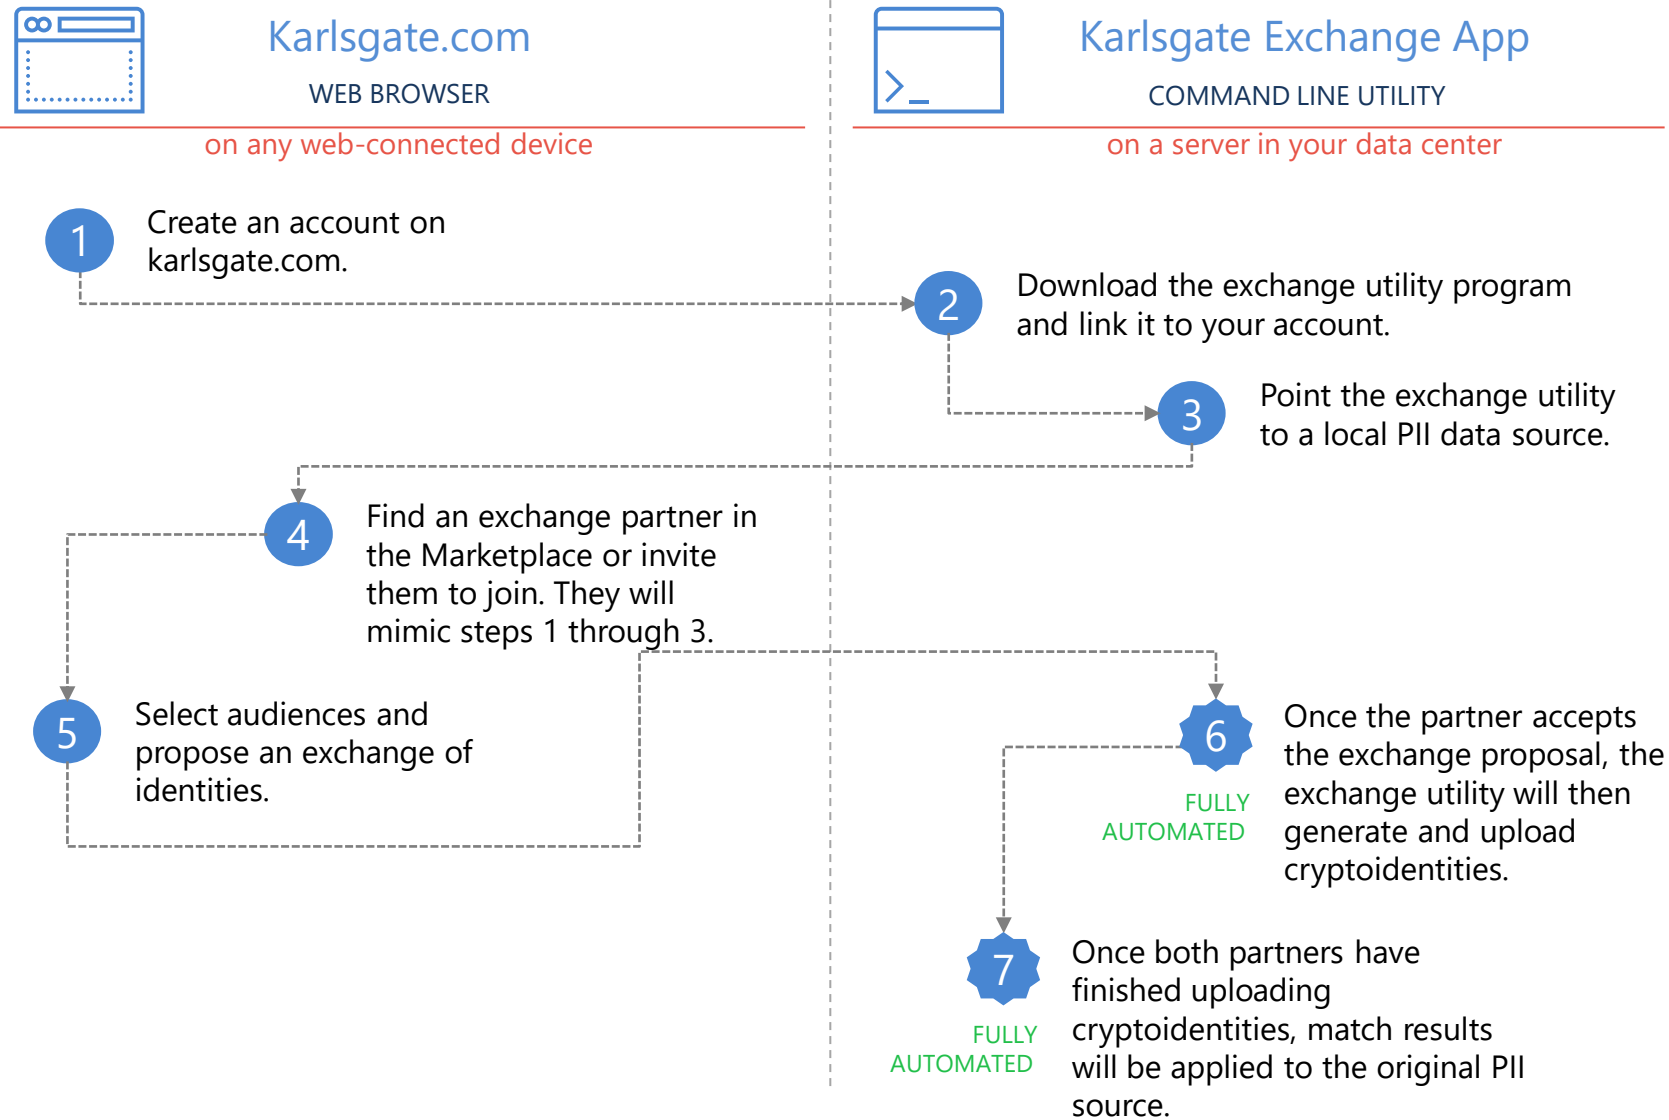 Karlsgate.com
WEB BROWSER
on any web-connected device
Karlsgate Exchange App
COMMAND LINE UTILITY
on a server in your data center
1
Create an account on
karlsgate.com.
2
Download the exchange utility program
and link it to your account.
3
Point the exchange utility
to a local PII data source.
4
Find an exchange partner in
the Marketplace or invite
them to join. They will
mimic steps 1 through 3.
5
Select audiences and
propose an exchange of
identities.
6
FULLY
AUTOMATED
Once the partner accepts
the exchange proposal, the
exchange utility will then
generate and upload
cryptoidentities.
7
FULLY
AUTOMATED
Once both partners have
finished uploading
cryptoidentities, match results
will be applied to the original PII
source.